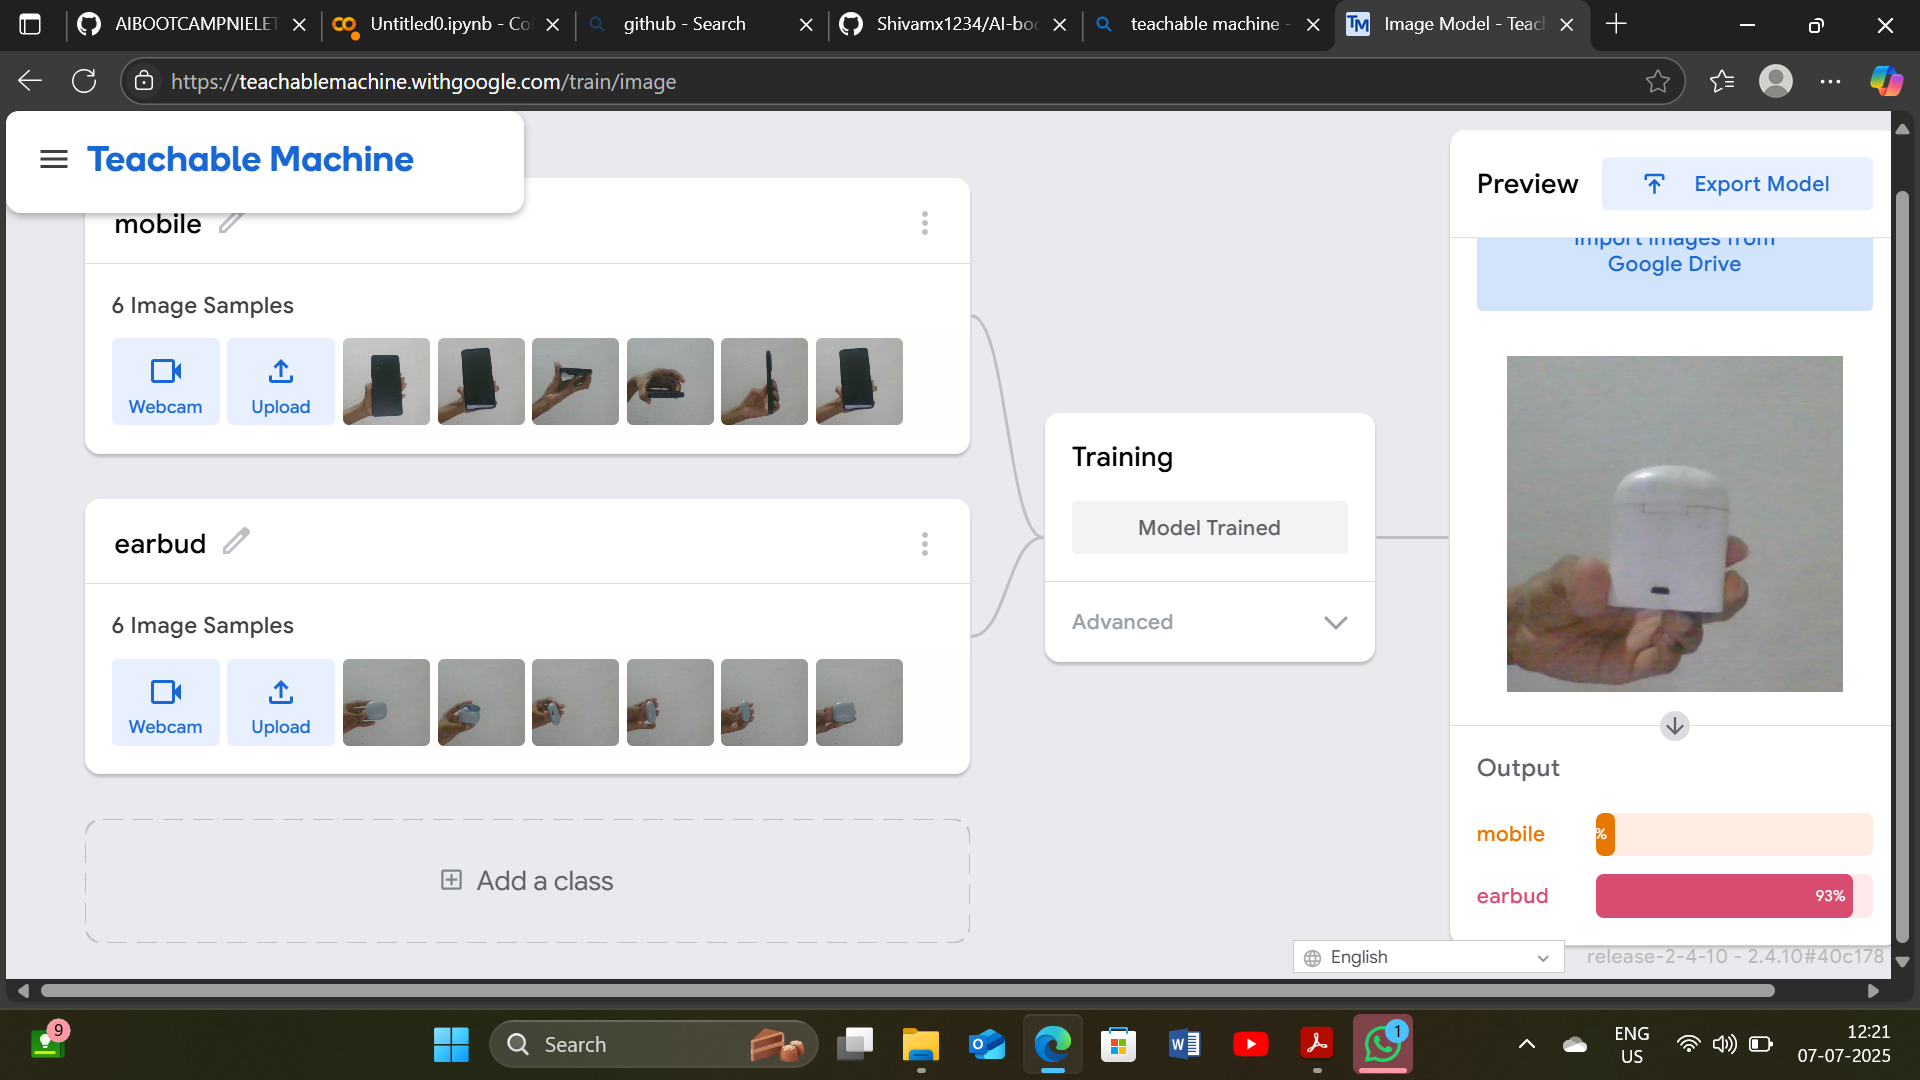 AIBOOTCAMPNIELET
Untitled0.ipynb - Co
github - Search
Shivamx1234/AI-boo
teachable machine -
Image Model - Teach
https://teachablemachine.withgoogle.com/train/image
Teachable Machine
mobile
6 Image Samples
Webcam
Upload
earbud
6 Image Samples
Webcam
Upload
Add a class
Training
Model Trained
Advanced
Preview
Export Model
Import images from
Google Drive
Output
mobile
%
earbud
93%
English
release-2-4-10 - 2.4.10#40c178
9
Search
1
ENG
US
12:21
07-07-2025